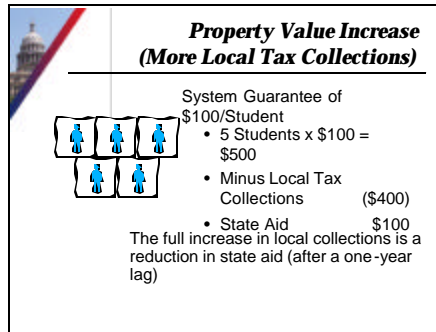 Property Value Increase
(More Local Tax Collections)
System Guarantee of
$100/Student
• 5 Students x $100 =
$500
• Minus Local Tax
Collections ($400)
• State Aid $100
The full increase in local collections is a
reduction in state aid (after a one-year
lag)